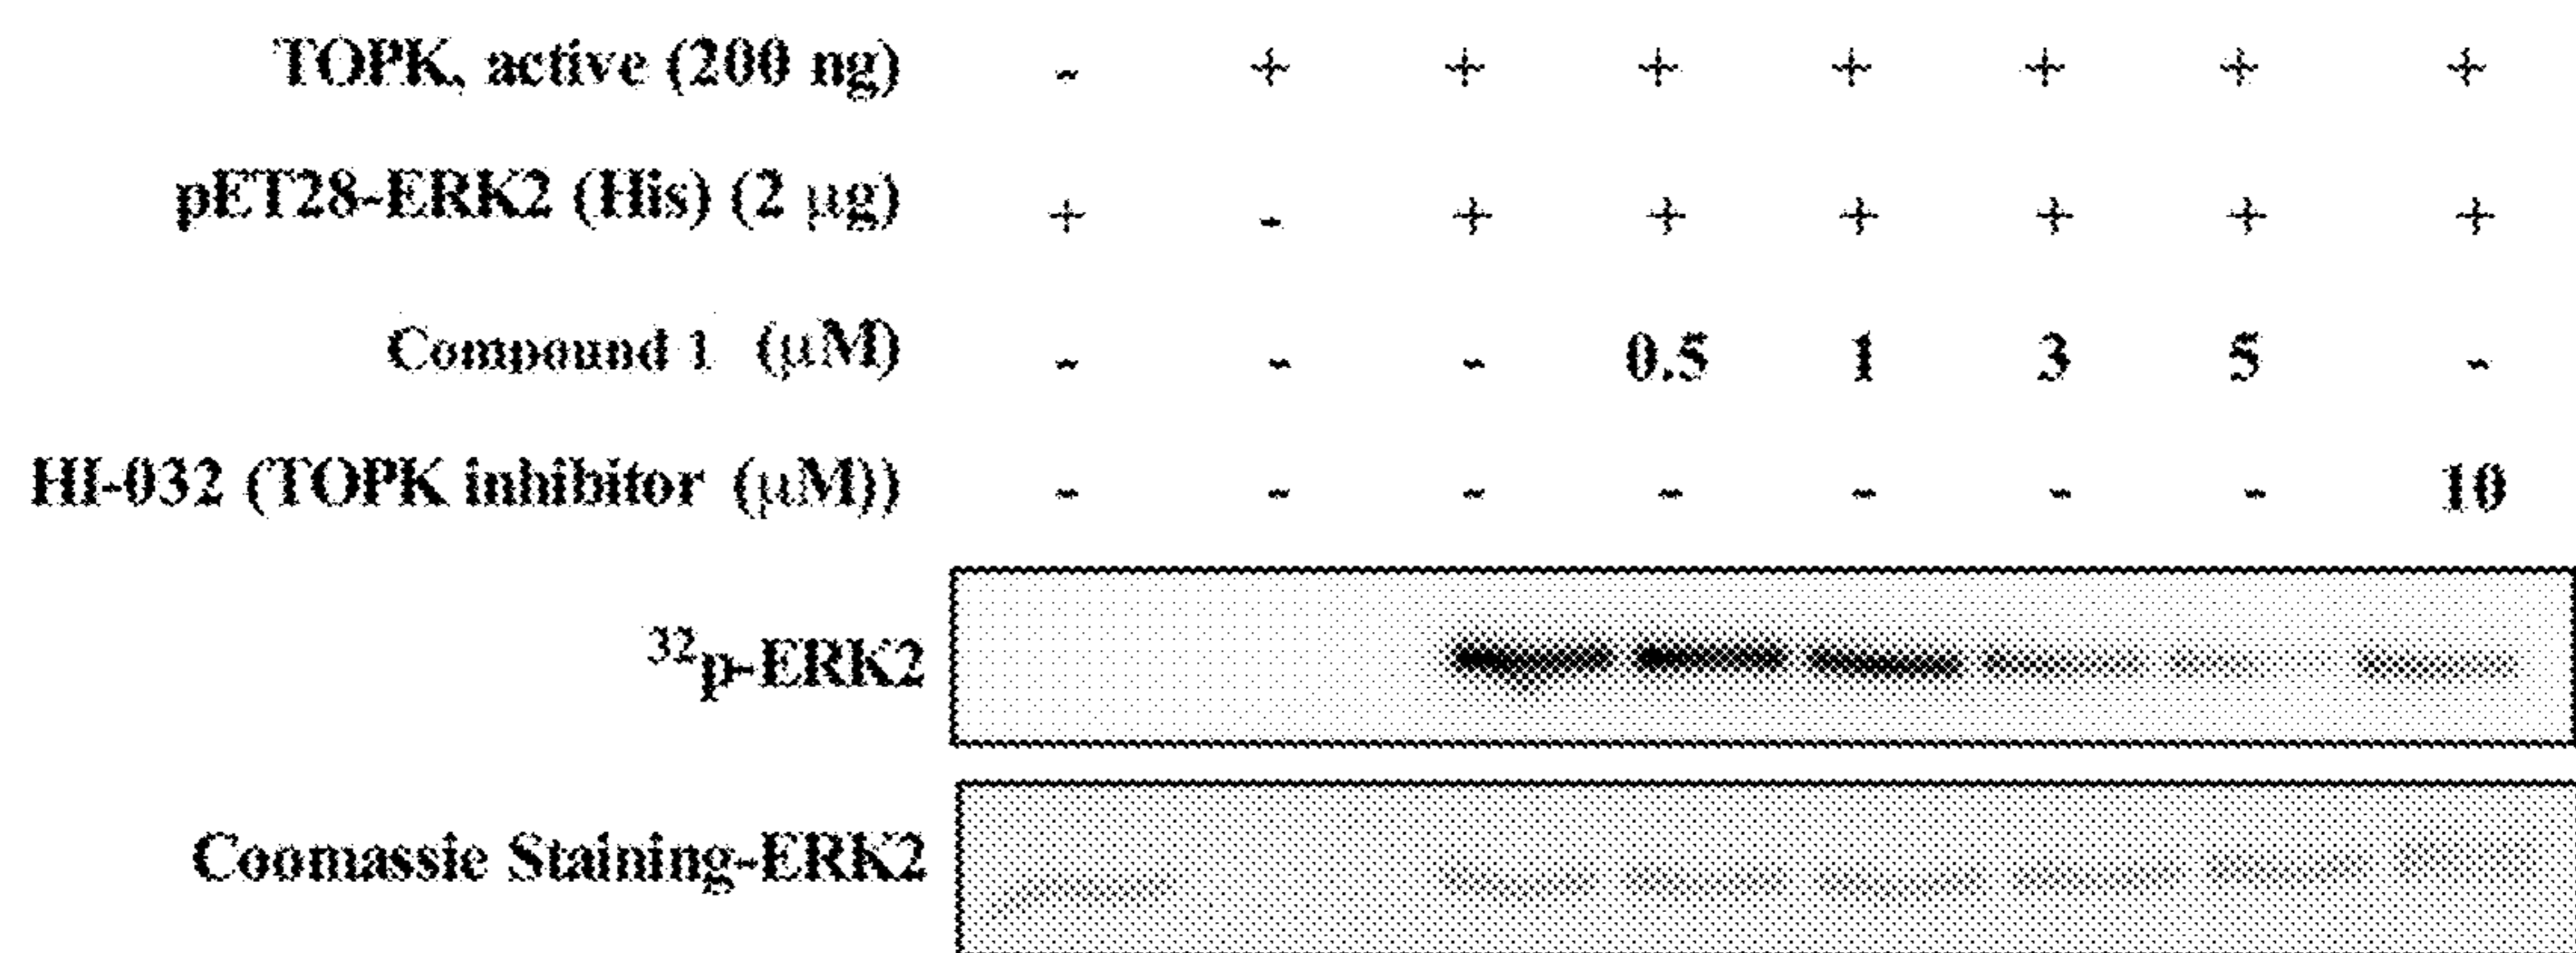 TOPK, active (200 ng) - + + + + + + +
pET28-ERK2 (His) (2 μg) + - + + + + + +
Compound 1 (μM) - - - 0.5 1 3 5 -
HI-032 (TOPK inhibitor (μM)) - - - - - - - 10
³²p-ERK2
Coomassie Staining-ERK2